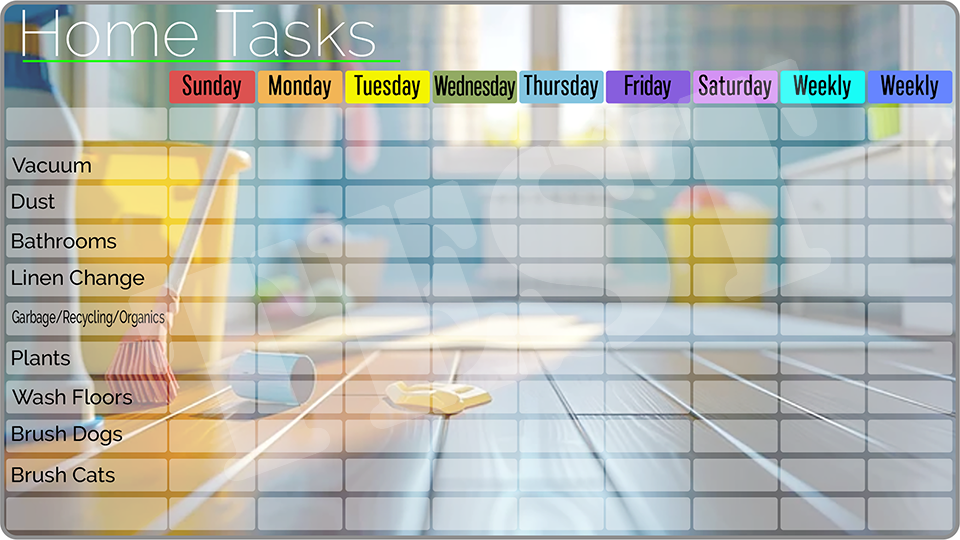 Home Tasks
Sunday Monday Tuesday Wednesday Thursday Friday Saturday Weekly Weekly
Vacuum
Dust
Bathrooms
Linen Change
Garbage/Recycling/Organics
Plants
Wash Floors
Brush Dogs
Brush Cats
TEST